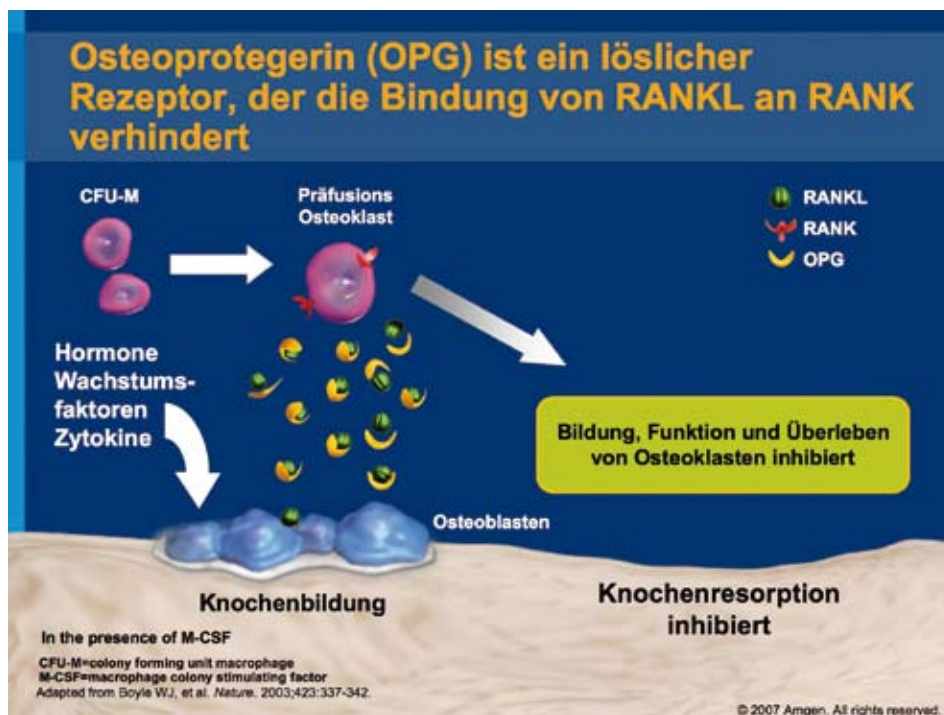 Osteoprotegerin (OPG) ist ein löslicher
Rezeptor, der die Bindung von RANKL an RANK
verhindert
CFU-M
Präfusions
Osteoklast
RANKL
RANK
OPG
Hormone
Wachstums-
faktoren
Zytokine
Bildung, Funktion und Überleben
von Osteoklasten inhibiert
Osteoblasten
Knochenbildung
Knochenresorption
inhibiert
In the presence of M-CSF
CFU-M=colony forming unit macrophage
M-CSF=macrophage colony stimulating factor
Adapted from Boyle WJ, et al. Nature. 2003;423:337-342.
© 2007 Amgen. All rights reserved.